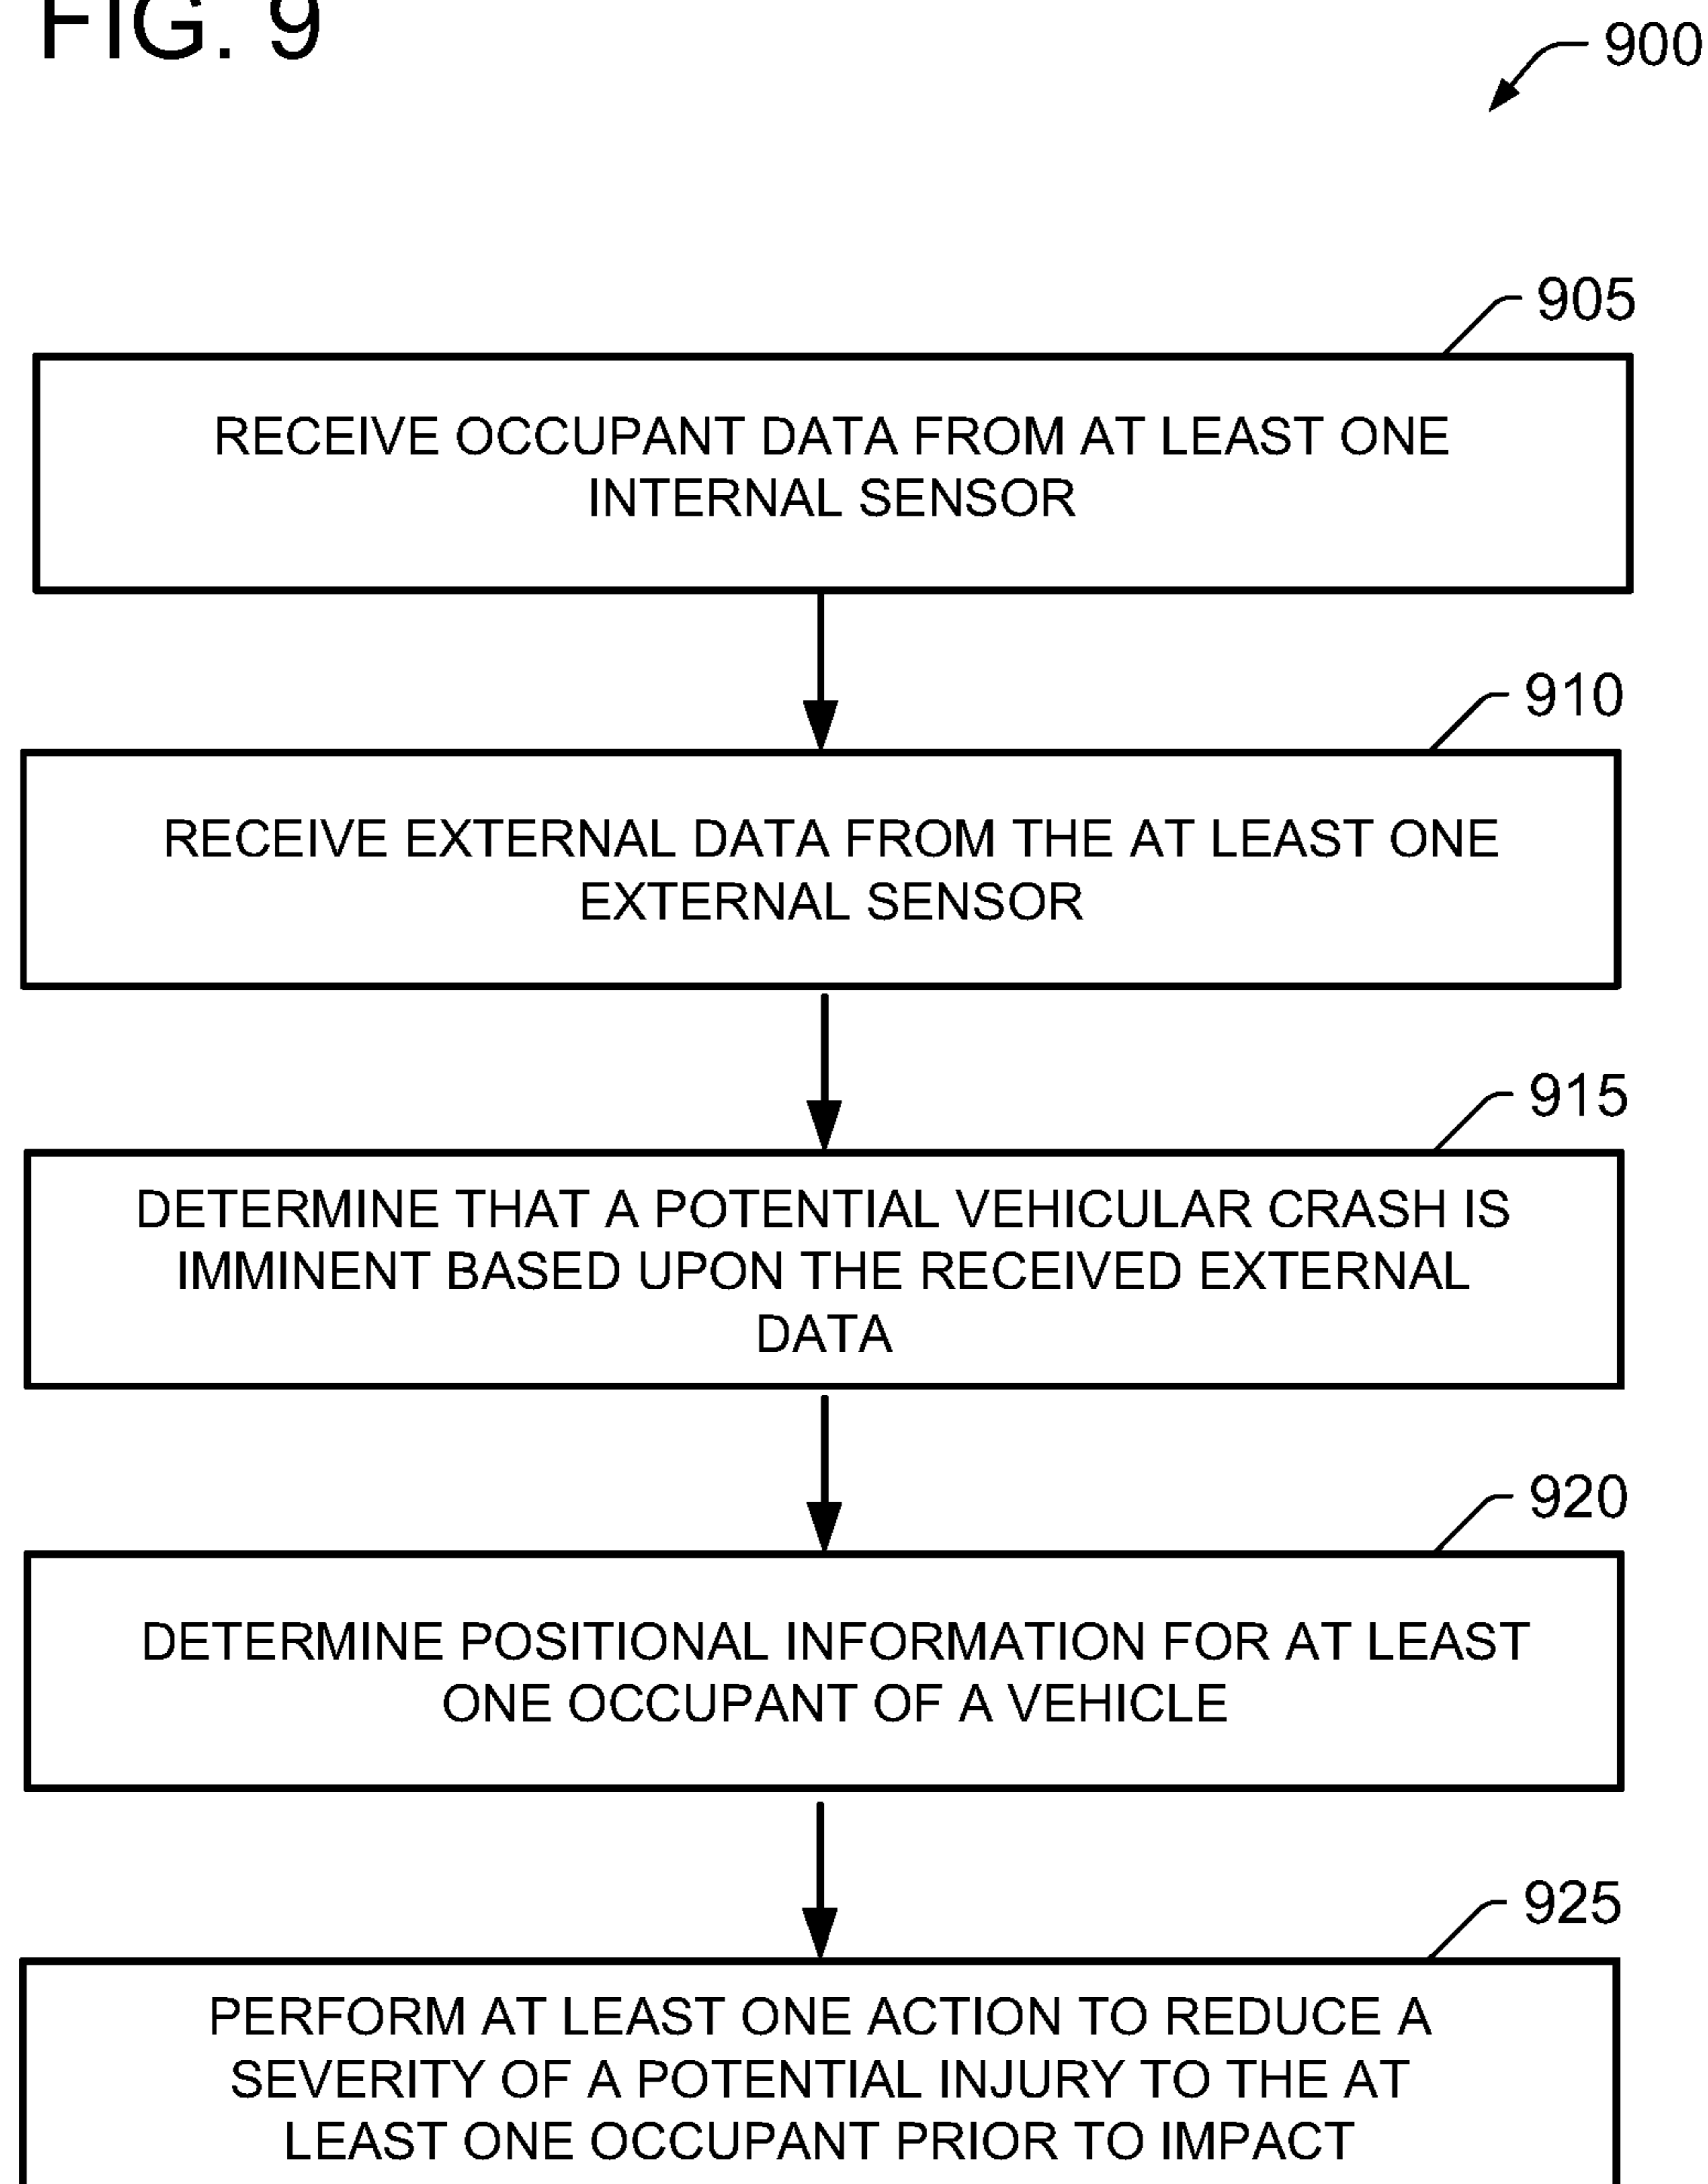 FIG. 9
900
905
RECEIVE OCCUPANT DATA FROM AT LEAST ONE
INTERNAL SENSOR
910
RECEIVE EXTERNAL DATA FROM THE AT LEAST ONE
EXTERNAL SENSOR
915
DETERMINE THAT A POTENTIAL VEHICULAR CRASH IS
IMMINENT BASED UPON THE RECEIVED EXTERNAL
DATA
920
DETERMINE POSITIONAL INFORMATION FOR AT LEAST
ONE OCCUPANT OF A VEHICLE
925
PERFORM AT LEAST ONE ACTION TO REDUCE A
SEVERITY OF A POTENTIAL INJURY TO THE AT
LEAST ONE OCCUPANT PRIOR TO IMPACT